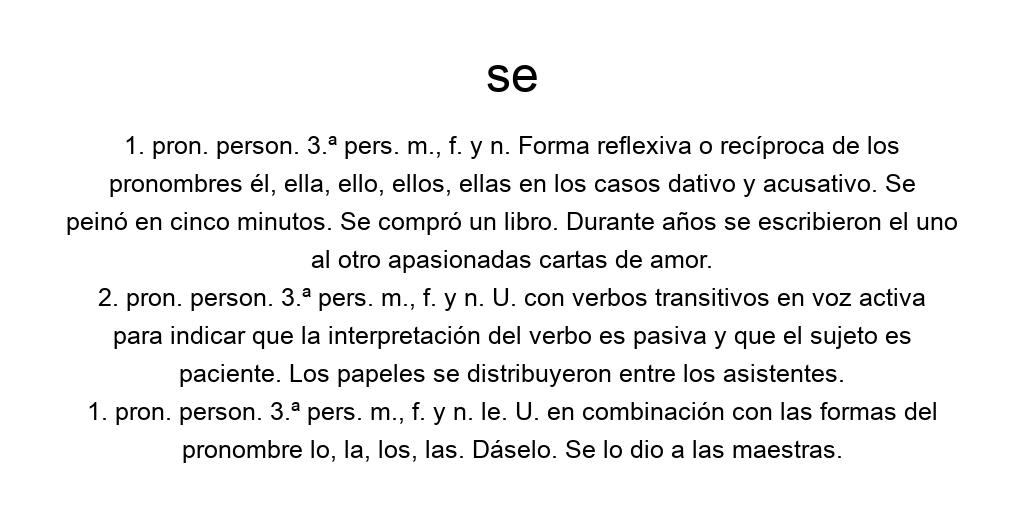 se
1. pron. person. 3.ª pers. m., f. y n. Forma reflexiva o recíproca de los
pronombres él, ella, ello, ellos, ellas en los casos dativo y acusativo. Se
peinó en cinco minutos. Se compró un libro. Durante años se escribieron el uno
al otro apasionadas cartas de amor.
2. pron. person. 3.ª pers. m., f. y n. U. con verbos transitivos en voz activa
para indicar que la interpretación del verbo es pasiva y que el sujeto es
paciente. Los papeles se distribuyeron entre los asistentes.
1. pron. person. 3.ª pers. m., f. y n. le. U. en combinación con las formas del
pronombre lo, la, los, las. Dáselo. Se lo dio a las maestras.